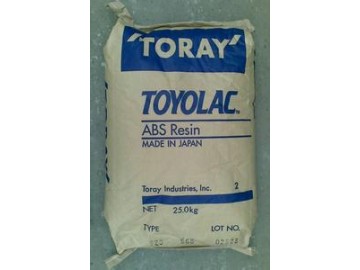 'TORAY'
TOYOLAC
ABS Resin
MADE IN JAPAN
Toray Industries, Inc. 2
NET 25.0kg
TYPE LOT NO.